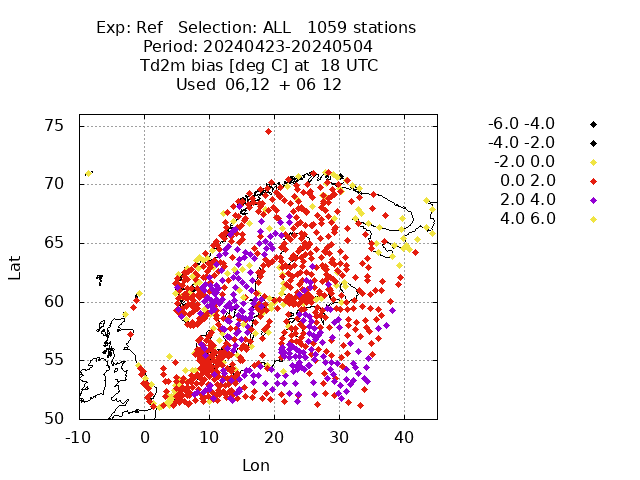 Exp: Ref   Selection: ALL   1059 stations
Period: 20240423-20240504
Td2m bias [deg C] at  18 UTC
Used  06,12  + 06 12
-6.0 -4.0
-4.0 -2.0
-2.0 0.0
0.0 2.0
2.0 4.0
4.0 6.0
75
70
65
60
55
50
Lat
-10 0 10 20 30 40
Lon